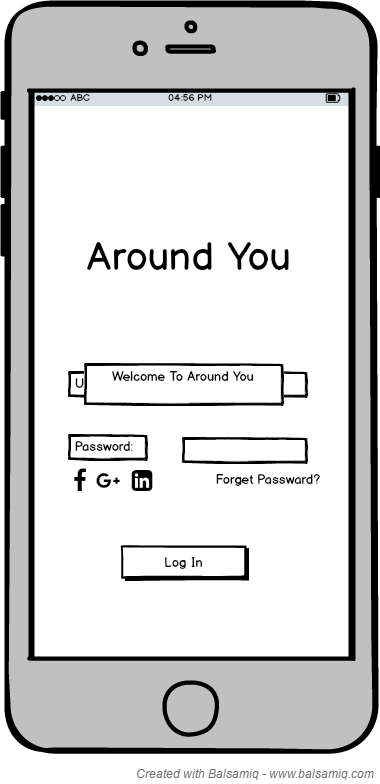 ABC 04:56 PM
Around You
U
Welcome To Around You
Password:
f G+ in
Forget Passward?
Log In
Created with Balsamiq - www.balsamiq.com